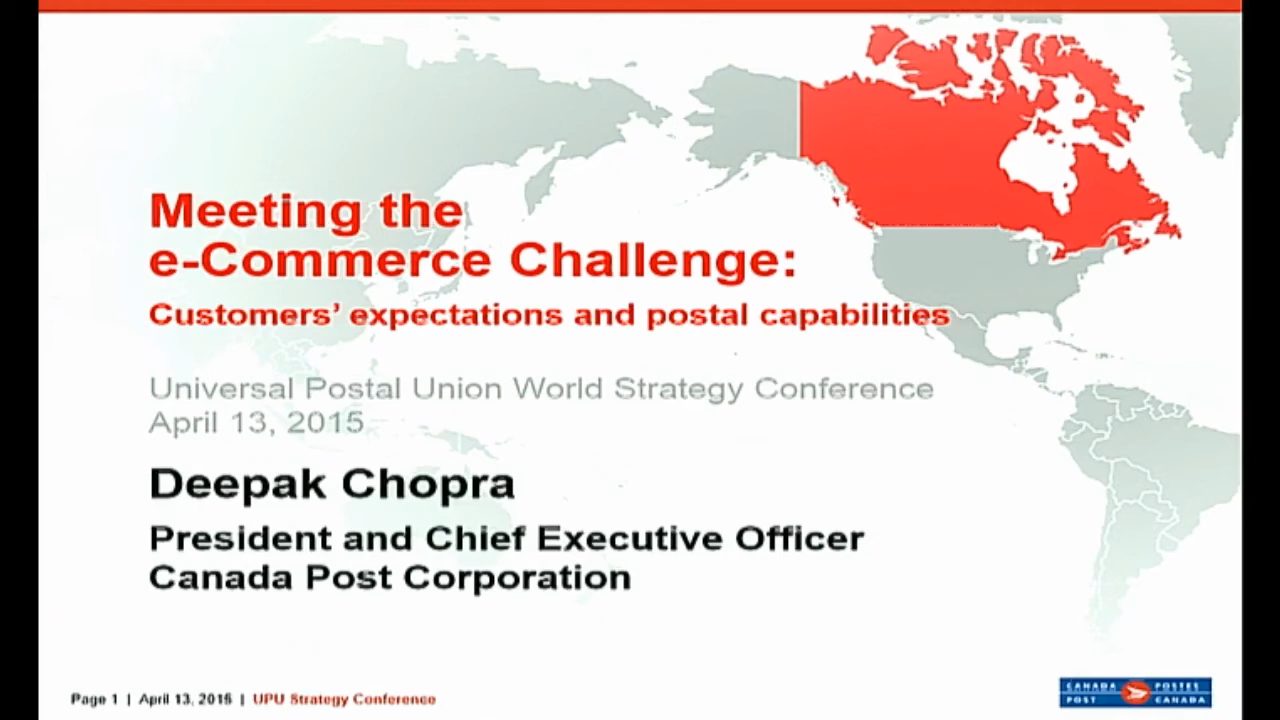 Meeting the
e-Commerce Challenge:
Customers' expectations and postal capabilities
Universal Postal Union World Strategy Conference
April 13, 2015
Deepak Chopra
President and Chief Executive Officer
Canada Post Corporation
Page 1 | April 13, 2015 | UPU Strategy Conference
CANADA POSTES
POST CANADA